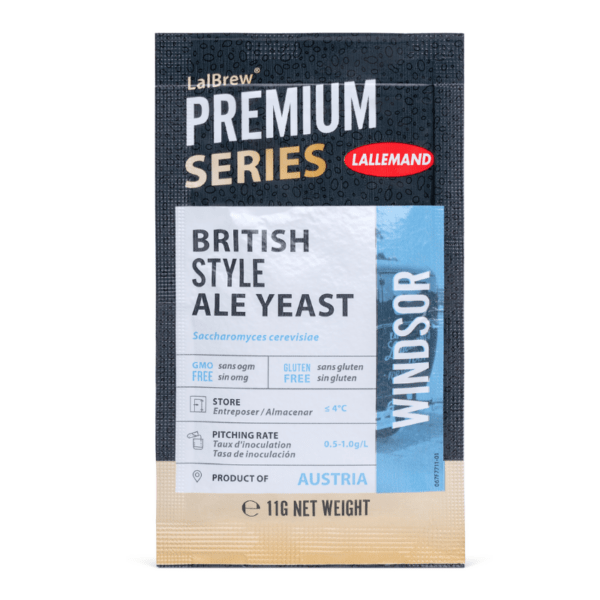 LalBrew®
PREMIUM
SERIES
LALLEMAND
BRITISH
STYLE
ALE YEAST
Saccharomyces cerevisiae
GMO
FREE
sans ogm
sin omg
GLUTEN
FREE
sans gluten
sin gluten
STORE
Entreposer / Almacenar
≤ 4°C
PITCHING RATE
Taux d'inoculation
Tasa de inoculación
0.5-1.0g/L
PRODUCT OF
AUSTRIA
WINDSOR
℮ 11G NET WEIGHT